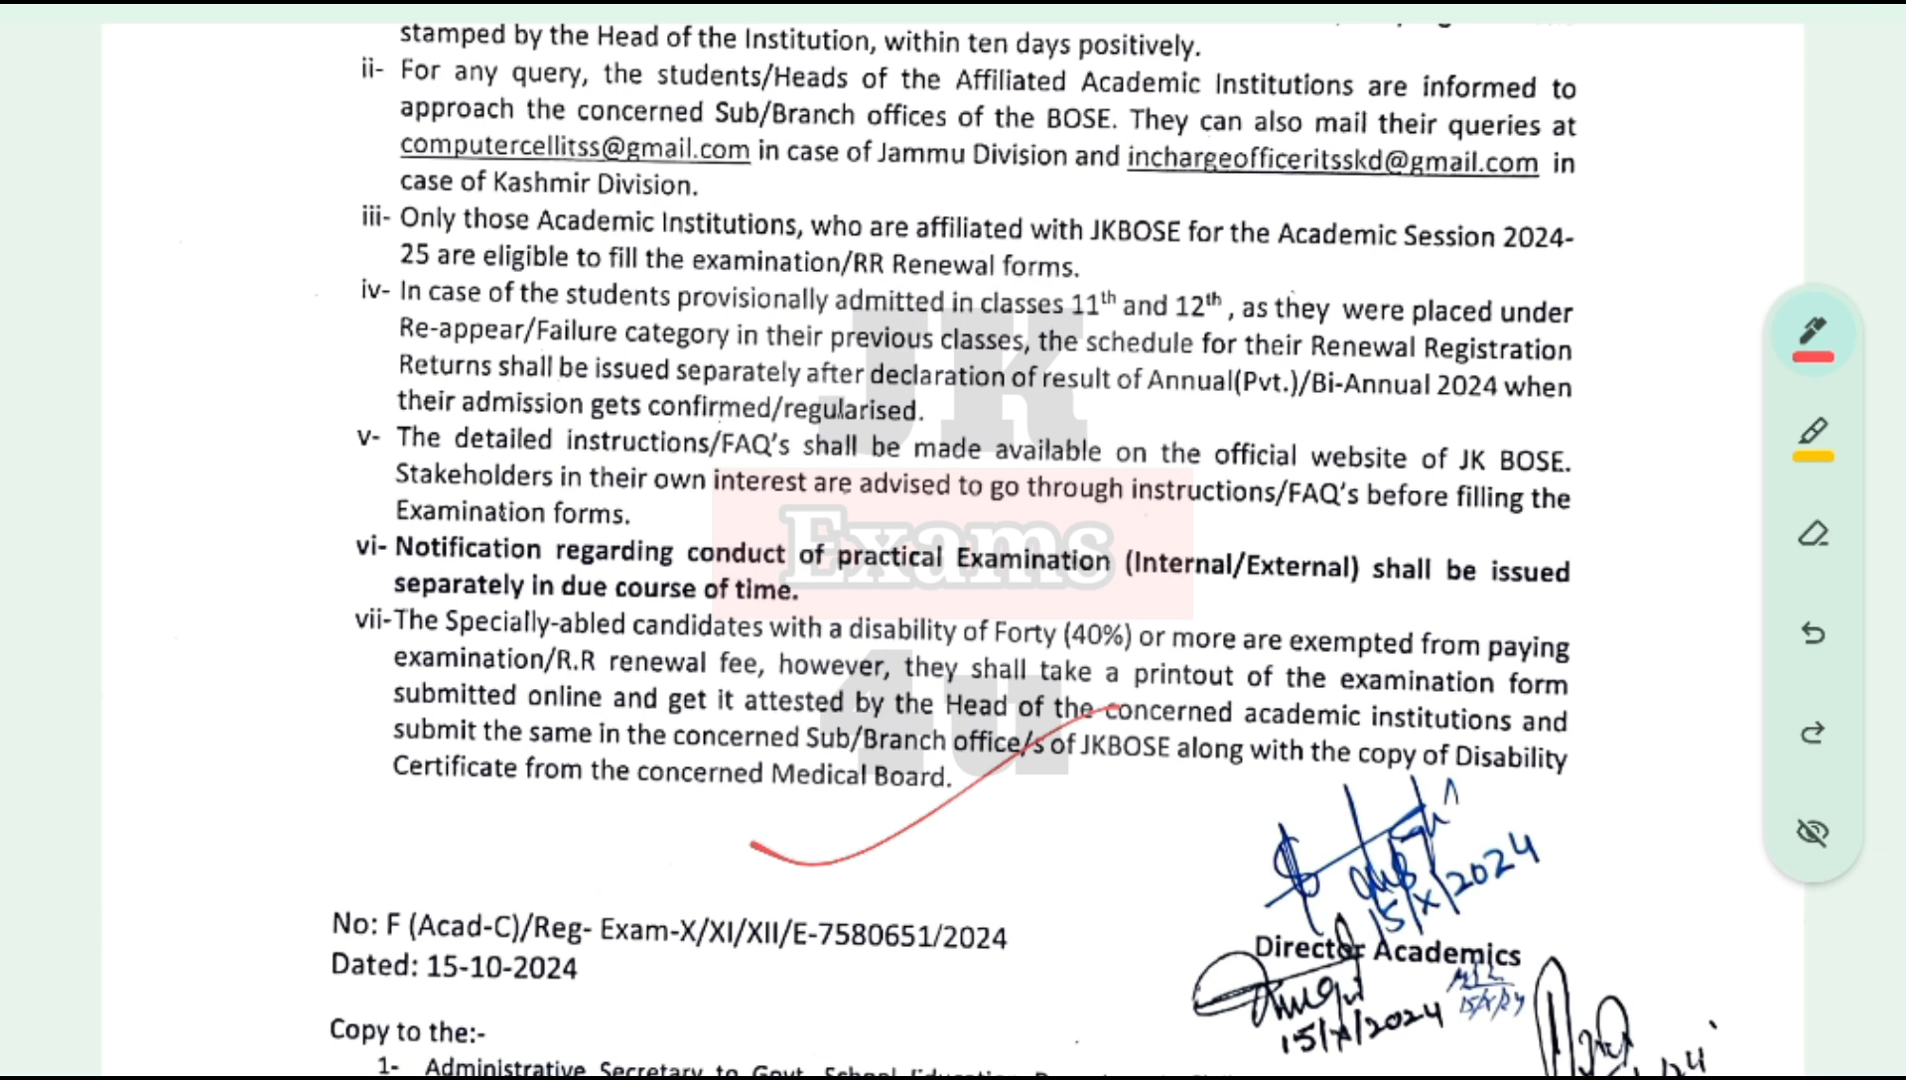 stamped by the Head of the Institution, within ten days positively.
ii- For any query, the students/Heads of the Affiliated Academic Institutions are informed to
approach the concerned Sub/Branch offices of the BOSE. They can also mail their queries at
computercellitss@gmail.com in case of Jammu Division and inchargeofficeritsskd@gmail.com in
case of Kashmir Division.
iii- Only those Academic Institutions, who are affiliated with JKBOSE for the Academic Session 2024-
25 are eligible to fill the examination/RR Renewal forms.
iv- In case of the students provisionally admitted in classes 11th and 12th , as they were placed under
Re-appear/Failure category in their previous classes, the schedule for their Renewal Registration
Returns shall be issued separately after declaration of result of Annual(Pvt.)/Bi-Annual 2024 when
their admission gets confirmed/regularised.
v- The detailed instructions/FAQ's shall be made available on the official website of JK BOSE.
Stakeholders in their own interest are advised to go through instructions/FAQ's before filling the
Examination forms.
vi- Notification regarding conduct of practical Examination (Internal/External) shall be issued
separately in due course of time.
vii-The Specially-abled candidates with a disability of Forty (40%) or more are exempted from paying
examination/R.R renewal fee, however, they shall take a printout of the examination form
submitted online and get it attested by the Head of the concerned academic institutions and
submit the same in the concerned Sub/Branch office/s of JKBOSE along with the copy of Disability
Certificate from the concerned Medical Board.
JK
Exams
4u
15/X/2024
No: F (Acad-C)/Reg- Exam-X/XI/XII/E-7580651/2024
Director Academics
Dated: 15-10-2024
15/X/2024
15/X/24
Copy to the:-
1- Administrative Secretary to Govt. School Education